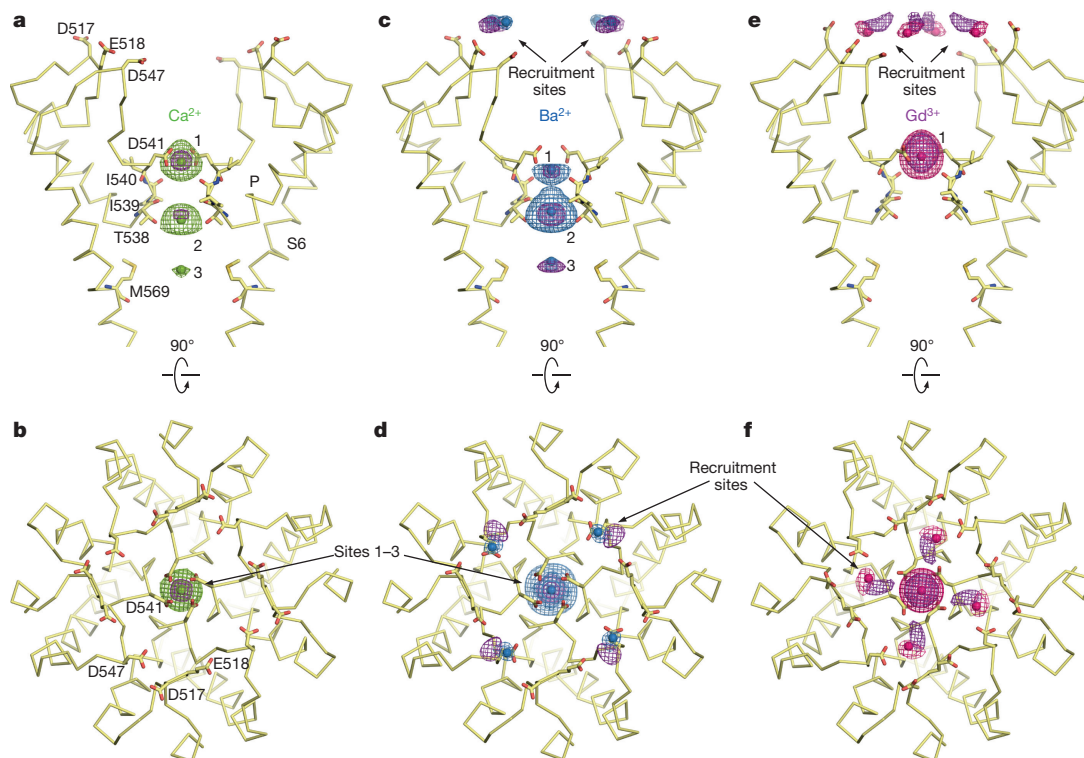 a
D517
E518
D547
Ca2+
D541
1
I540
P
I539
T538
2
S6
3
M569
90°
c
Recruitment
sites
Ba2+
1
2
3
90°
e
Recruitment
sites
Gd3+
1
90°
b
Sites 1–3
D541
D547
E518
D517
d
Recruitment
sites
f